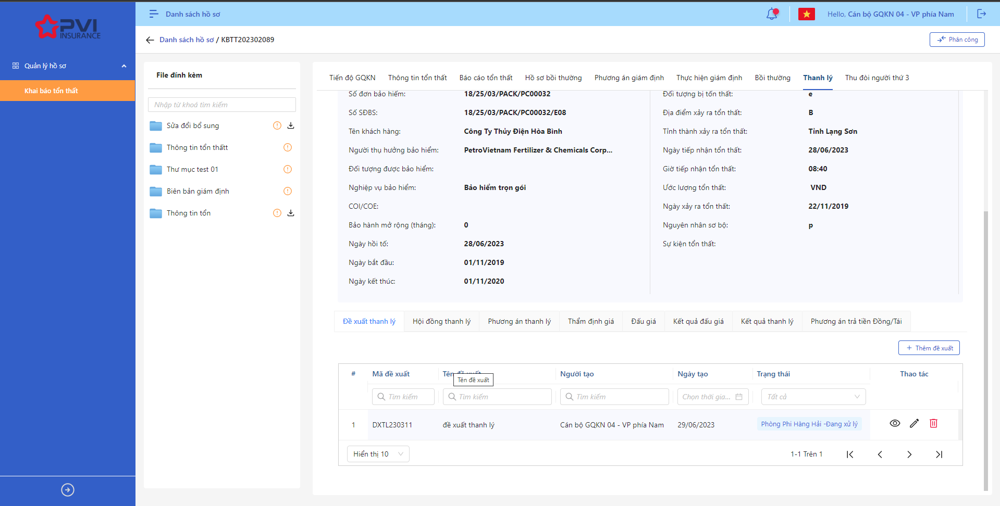 PVI
INSURANCE
Quản lý hồ sơ
Khai báo tổn thất
Danh sách hồ sơ
Hello, Cán bộ GQKN 04 - VP phía Nam
Danh sách hồ sơ / KBTT202302089
Phân công
File đính kèm
Nhập từ khoá tìm kiếm
Sửa đổi bổ sung
Thông tin tổn thấtt
Thư mục test 01
Biên bản giám định
Thông tin tổn
Tiến độ GQKN Thông tin tổn thất Báo cáo tổn thất Hồ sơ bồi thường Phương án giám định Thực hiện giám định Bồi thường Thanh lý Thu đòi người thứ 3
Số đơn bảo hiểm: 18/25/03/PACK/PC00032
Số SĐBS: 18/25/03/PACK/PC00032/E08
Tên khách hàng: Công Ty Thủy Điện Hòa Bình
Người thụ hưởng bảo hiểm: PetroVietnam Fertilizer & Chemicals Corp...
Đối tượng được bảo hiểm:
Nghiệp vụ bảo hiểm: Bảo hiểm trọn gói
COI/COE:
Bảo hành mở rộng (tháng): 0
Ngày hồi tố: 28/06/2023
Ngày bắt đầu: 01/11/2019
Ngày kết thúc: 01/11/2020
Đối tượng bị tổn thất: e
Địa điểm xảy ra tổn thất: B
Tỉnh thành xảy ra tổn thất: Tỉnh Lạng Sơn
Ngày tiếp nhận tổn thất: 28/06/2023
Giờ tiếp nhận tổn thất: 08:40
Ước lượng tổn thất: VND
Ngày xảy ra tổn thất: 22/11/2019
Nguyên nhân sơ bộ: p
Sự kiện tổn thất:
Đề xuất thanh lý Hội đồng thanh lý Phương án thanh lý Thẩm định giá Đấu giá Kết quả đấu giá Kết quả thanh lý Phương án trả tiền Đồng/Tái
+ Thêm đề xuất
# Mã đề xuất Tên đề xuất Người tạo Ngày tạo Trạng thái Thao tác
Tên đề xuất
Tìm kiếm Tìm kiếm Tìm kiếm Chọn thời gia... Tất cả
1 DXTL230311 đề xuất thanh lý Cán bộ GQKN 04 - VP phía Nam 29/06/2023 Phòng Phi Hàng Hải -Đang xử lý
Hiển thị 10 1-1 Trên 1